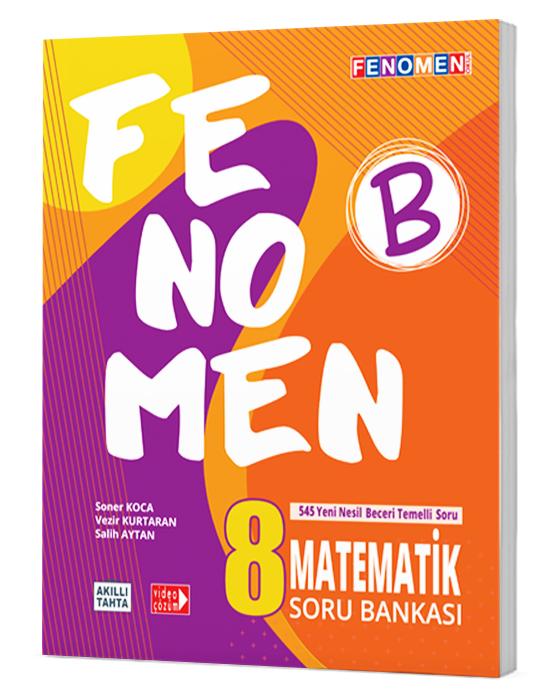 FENOMEN OKUL
FE
NO
MEN
B
Soner KOCA
Vezir KURTARAN
Salih AYTAN
545 Yeni Nesil Beceri Temelli Soru
8
MATEMATİK
SORU BANKASI
AKILLI
TAHTA
video
çözüm